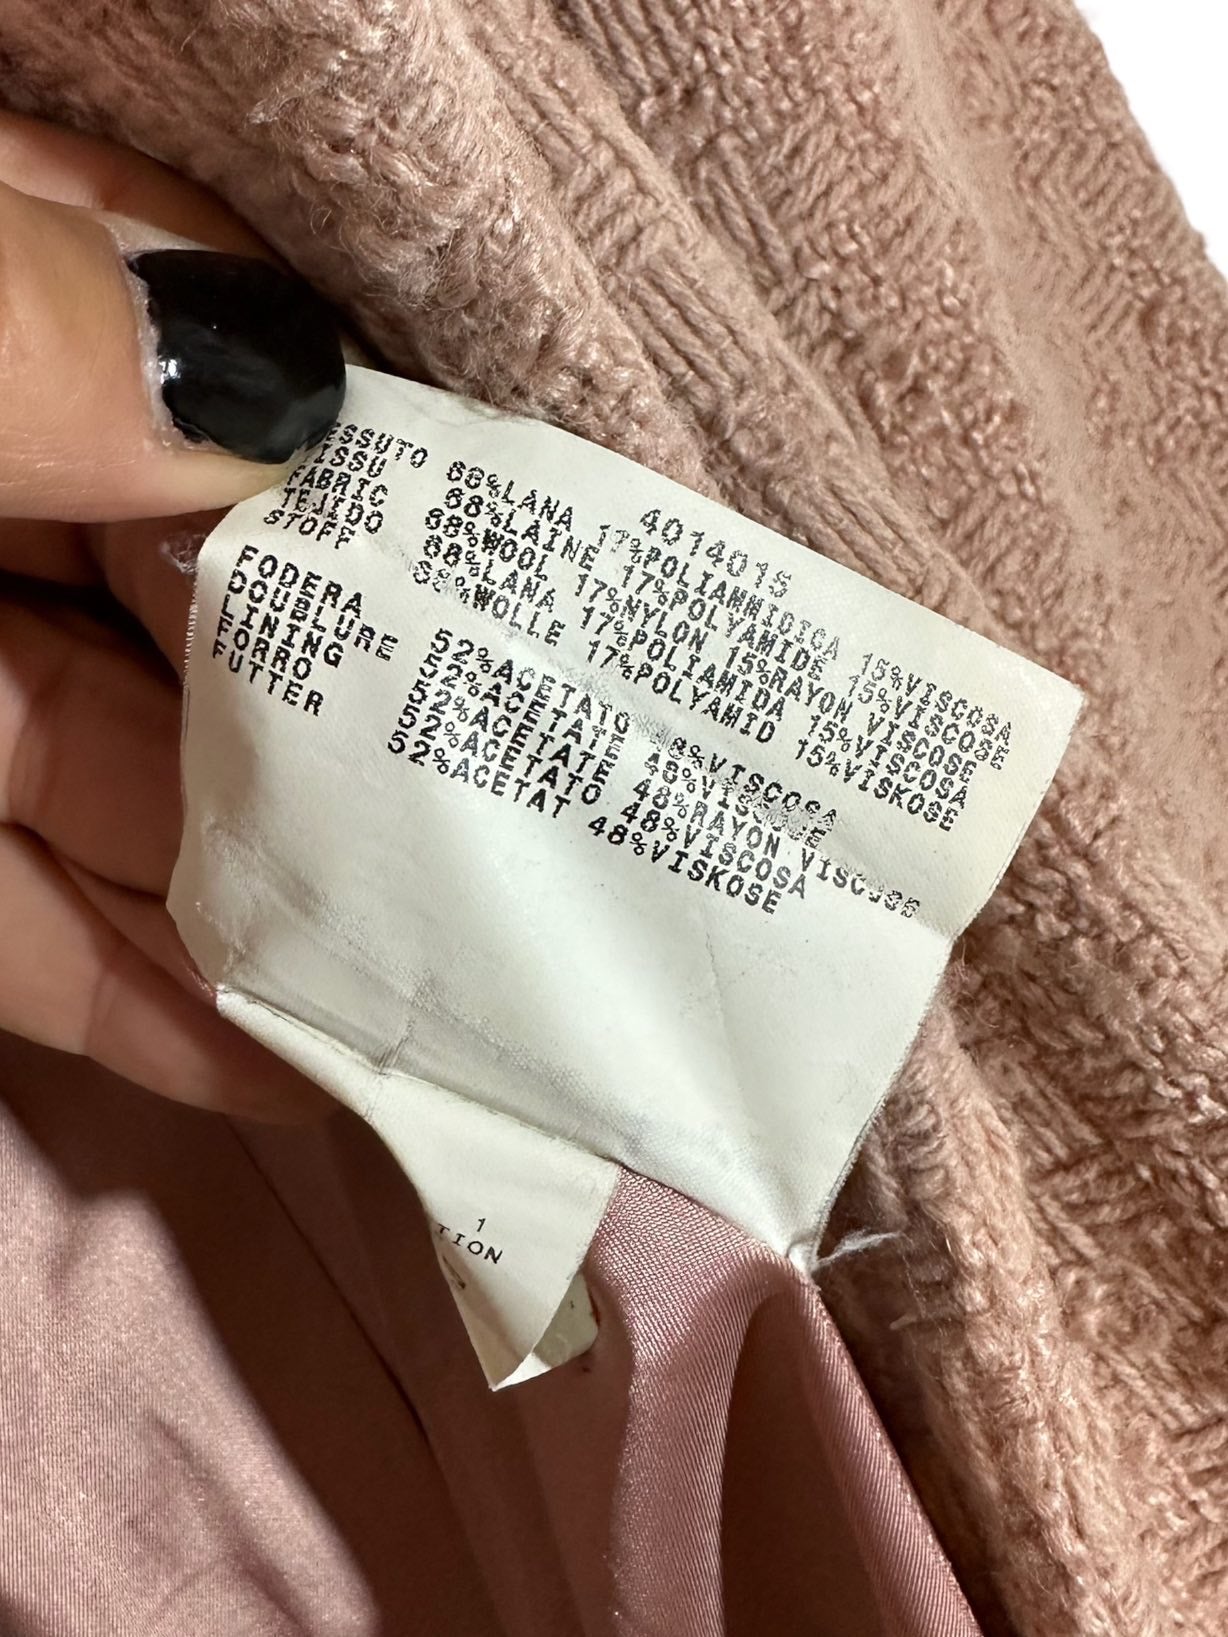 4014015
ESSUTO 68%LANA 17%POLIAMMIDICA 15%VISCOSA
ISSU 68%LAINE 17%POLYAMIDE 15%VISCOSE
FABRIC 68%WOOL 17%NYLON 15%RAYON VISCOSE
TEJIDO 68%LANA 17%POLIAMIDA 15%VISCOSA
STOFF 68%WOLLE 17%POLYAMID 15%VISKOSE
FODERA 52%ACETATO 48%VISCOSA
DOUBLURE 52%ACETATE 48%VISCOSE
LINING 52%ACETATE 48%RAYON VISCOSE
FORRO 52%ACETATO 48%VISCOSA
FUTTER 52%ACETAT 48%VISKOSE
1
TION